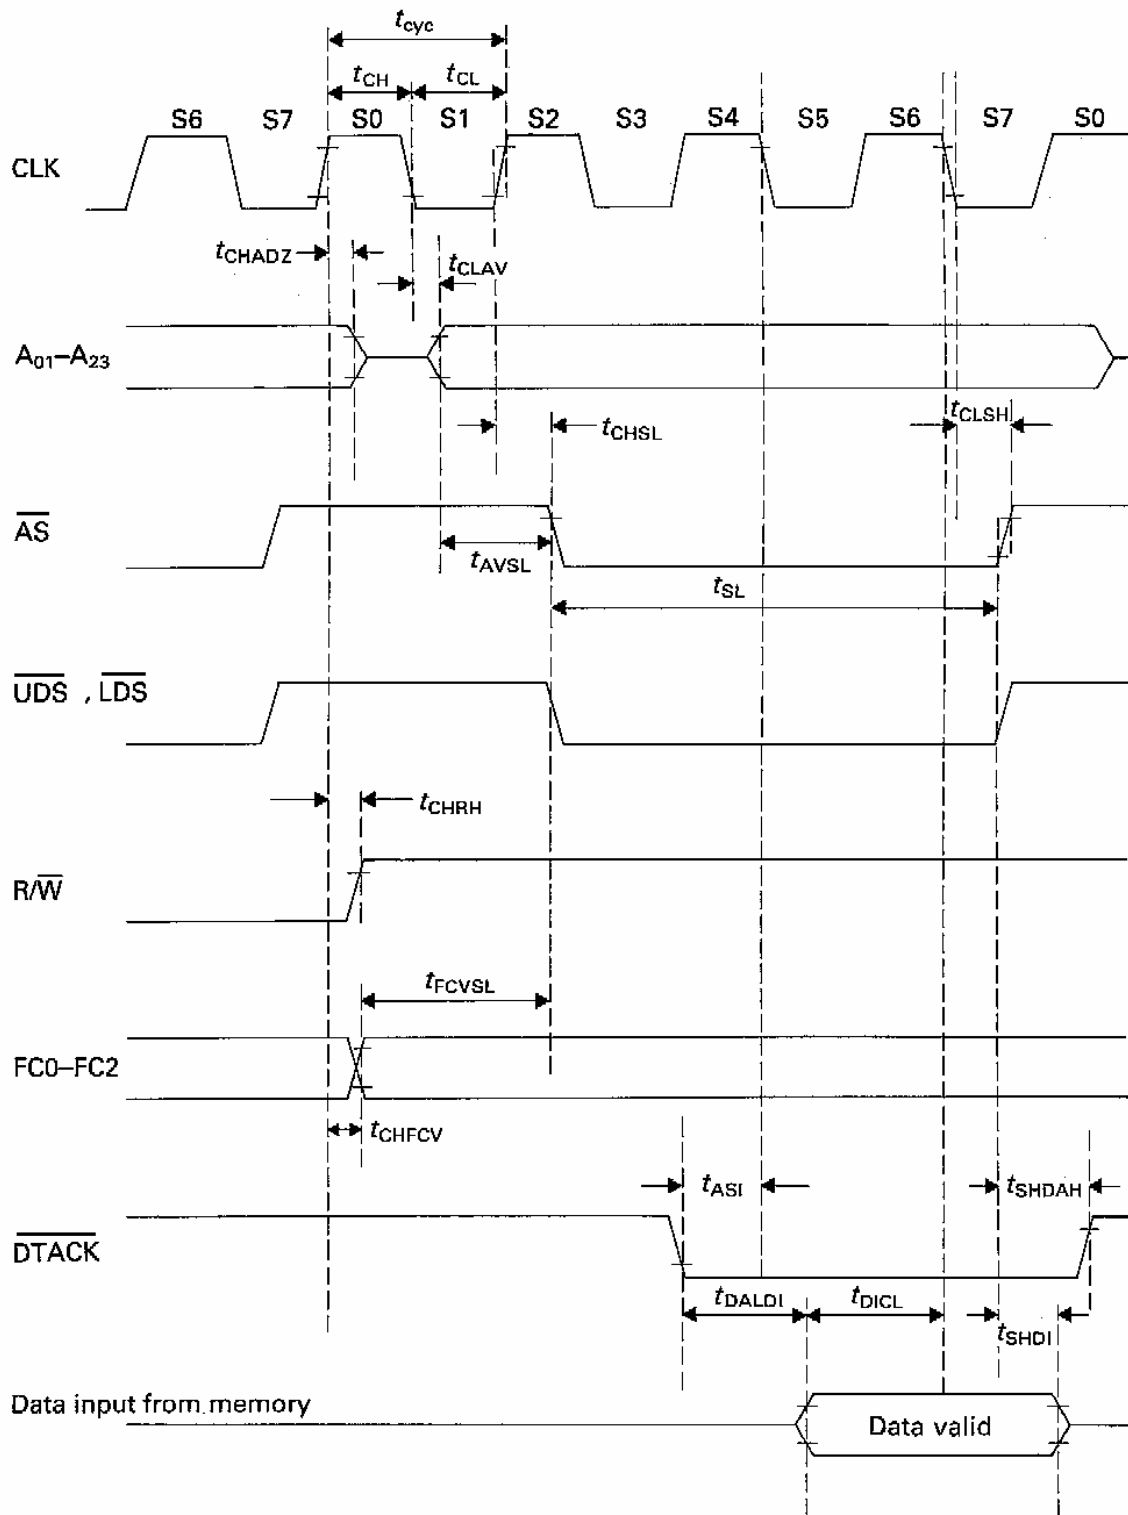 tcyc
tCH tCL
S6 S7 S0 S1 S2 S3 S4 S5 S6 S7 S0
CLK
tCHADZ
tCLAV
A01–A23
tCHSL
tCLSH
AS
tAVSL
tSL
UDS , LDS
tCHRH
R/W
tFCVSL
FC0–FC2
tCHFCV
tASI
tSHDAH
DTACK
tDALDI
tDICL
tSHDI
Data input from memory
Data valid